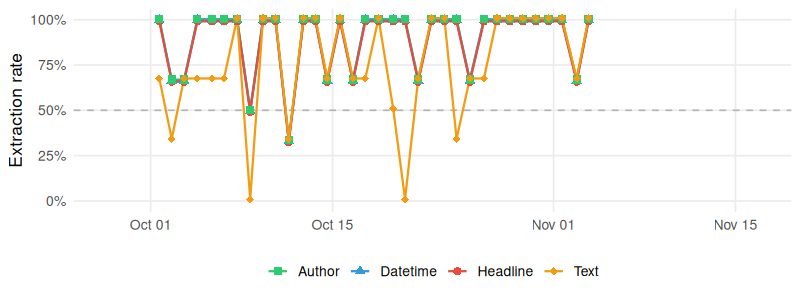 Extraction rate
100%
75%
50%
25%
0%
Oct 01 Oct 15 Nov 01 Nov 15
Author Datetime Headline Text